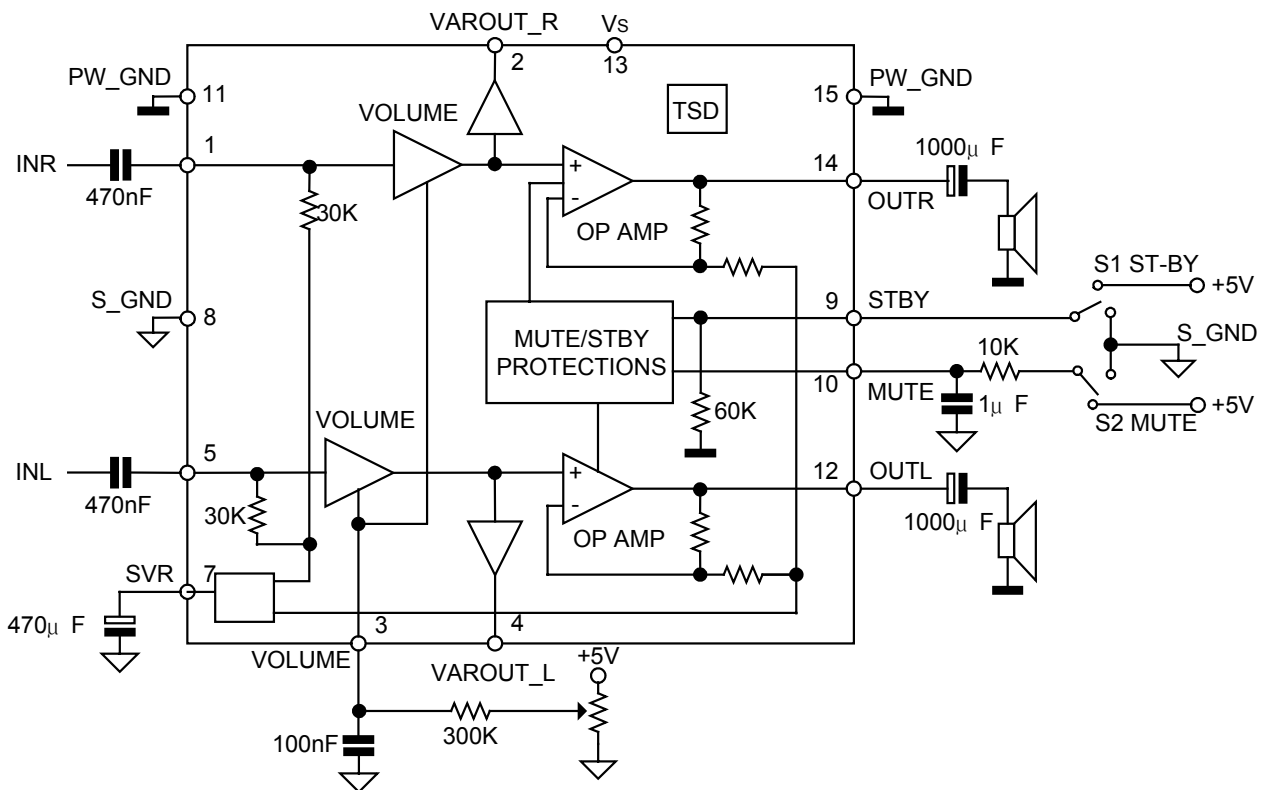 VAROUT_R
Vs
2
13
PW_GND
11
VOLUME
TSD
15
PW_GND
INR
470nF
1
30K
+
-
OP AMP
14
OUTR
1000μ F
S_GND
8
MUTE/STBY
PROTECTIONS
9
STBY
S1 ST-BY
+5V
S_GND
10
MUTE
10K
1μ F
60K
+5V
S2 MUTE
VOLUME
INL
470nF
5
30K
+
-
OP AMP
12
OUTL
1000μ F
SVR
7
470μ F
3
4
VOLUME
VAROUT_L
+5V
100nF
300K